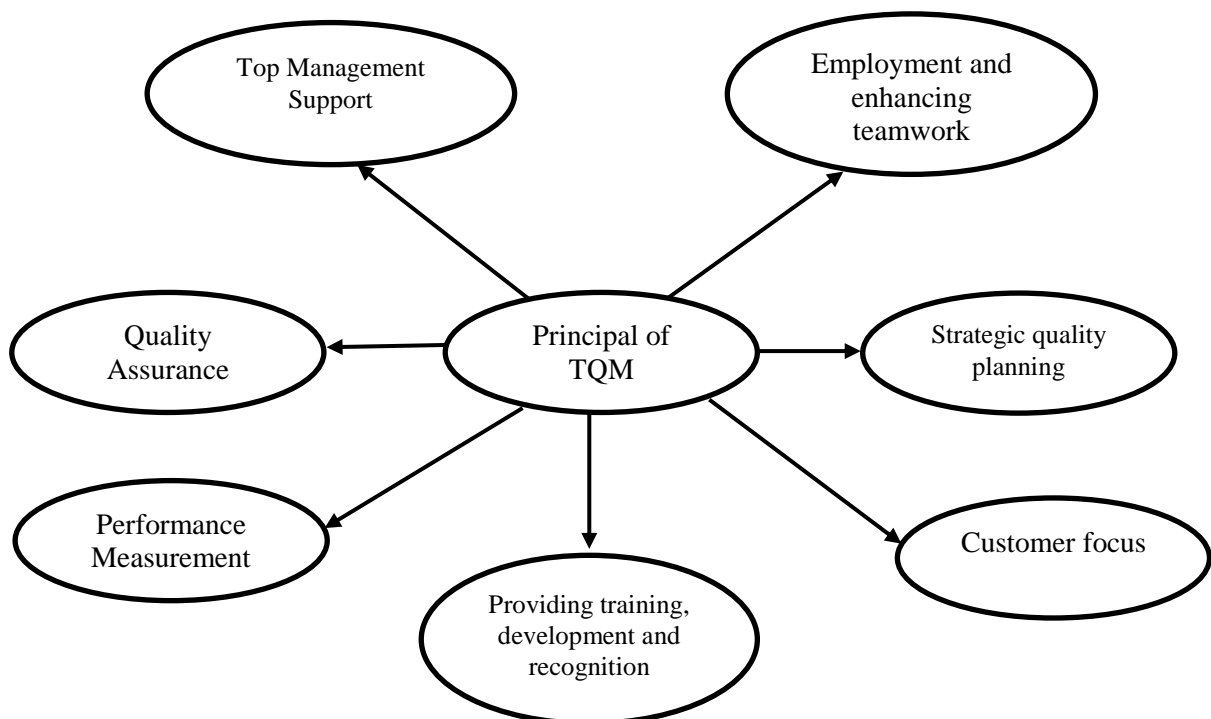 Top Management
Support
Employment and
enhancing
teamwork
Quality
Assurance
Principal of
TQM
Strategic quality
planning
Performance
Measurement
Providing training,
development and
recognition
Customer focus